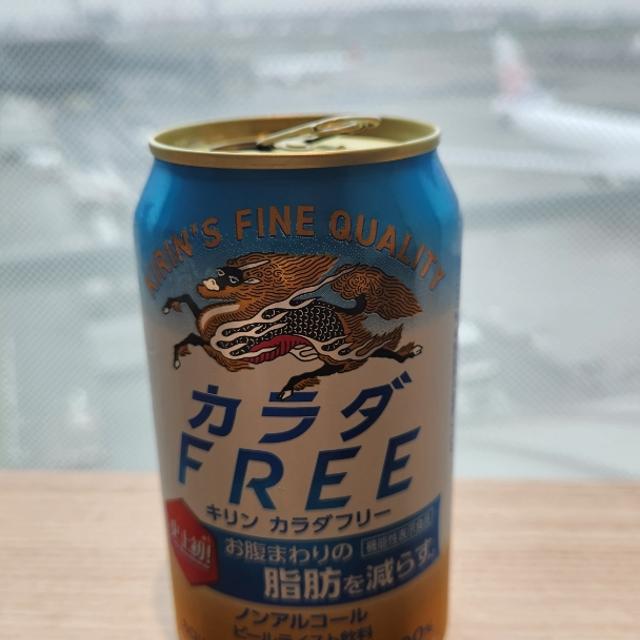 KIRIN'S FINE QUALITY
カラダ
FREE
キリン カラダフリー
史上初!
お腹まわりの
機能性表示食品
脂肪を減らす
ノンアルコール
ビールテイスト飲料